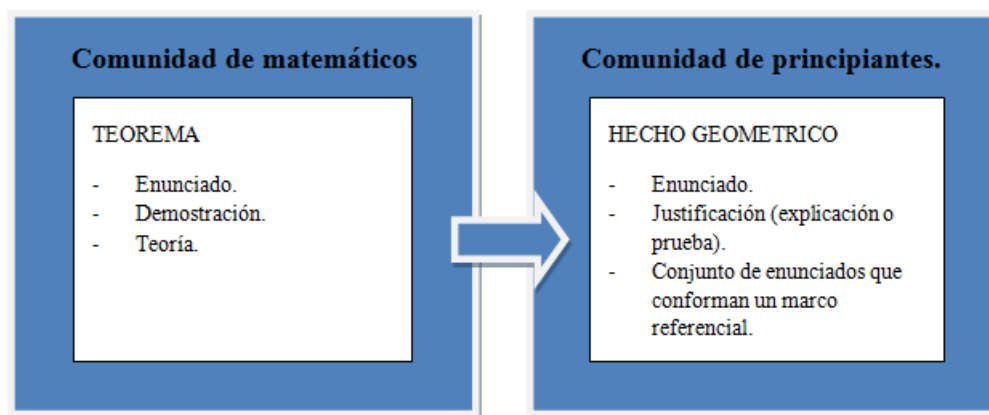 Comunidad de matemáticos
TEOREMA
- Enunciado.
- Demostración.
- Teoría.
Comunidad de principiantes.
HECHO GEOMETRICO
- Enunciado.
- Justificación (explicación o
prueba).
- Conjunto de enunciados que
conforman un marco
referencial.